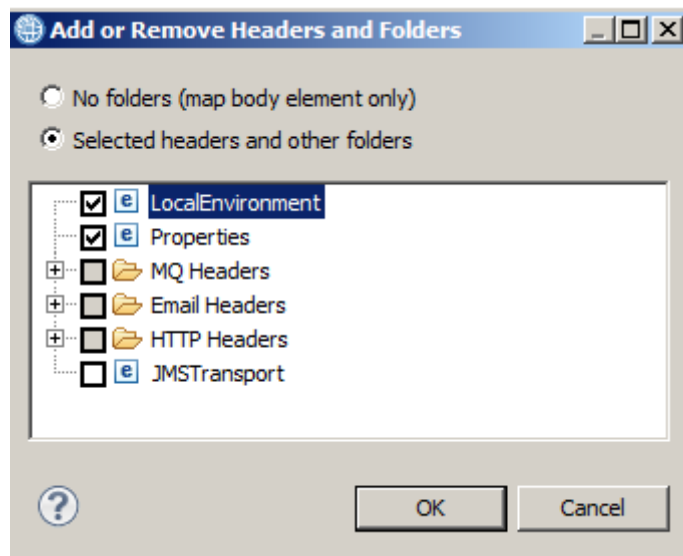 Add or Remove Headers and Folders
No folders (map body element only)
Selected headers and other folders
LocalEnvironment
Properties
MQ Headers
Email Headers
HTTP Headers
JMSTransport
?
OK Cancel